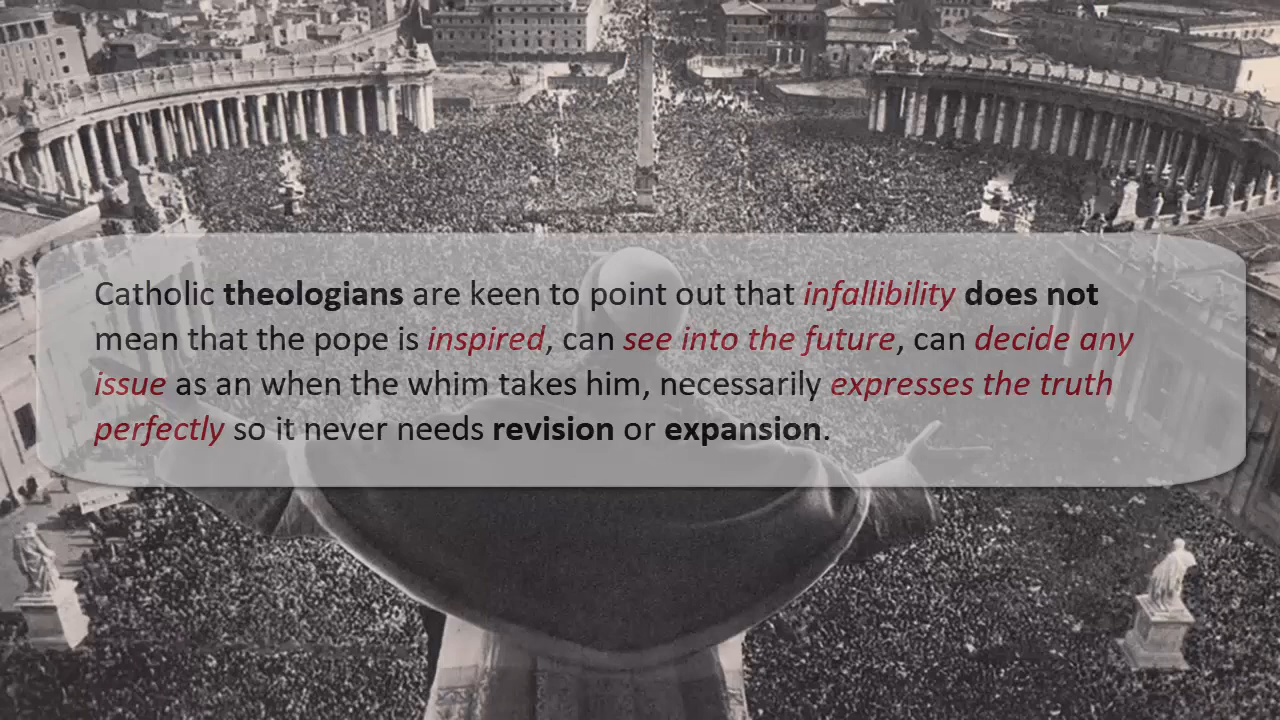 Catholic theologians are keen to point out that infallibility does not
mean that the pope is inspired, can see into the future, can decide any
issue as an when the whim takes him, necessarily expresses the truth
perfectly so it never needs revision or expansion.